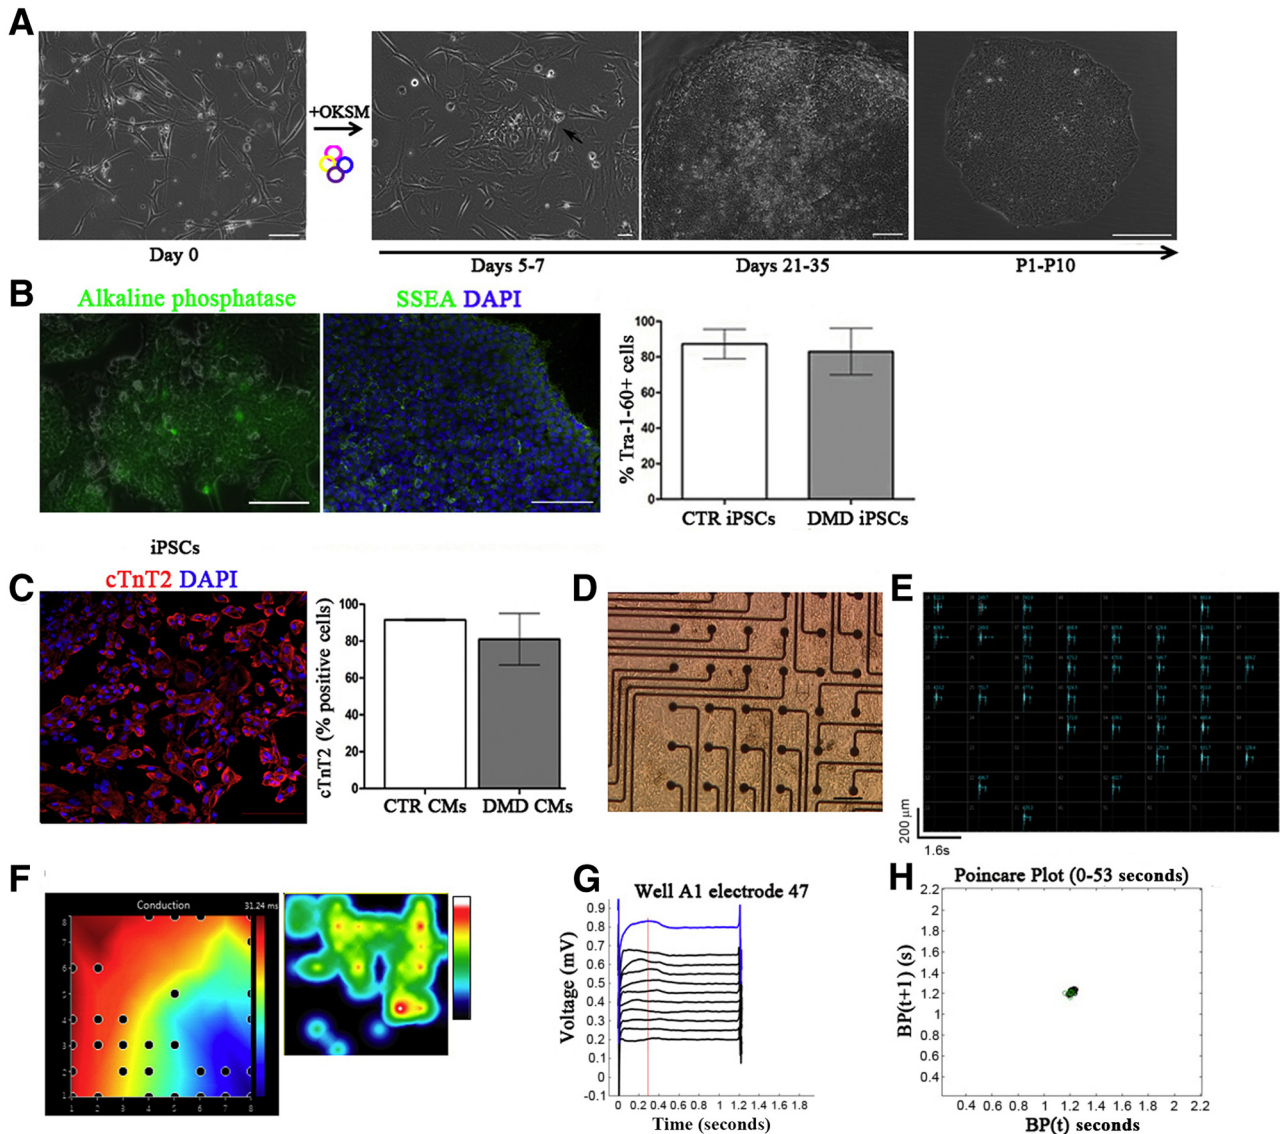 A
+OKSM
Day 0
Days 5-7
Days 21-35
P1-P10
B
Alkaline phosphatase
SSEA DAPI
% Tra-1-60+ cells
100
80
60
40
20
0
CTR iPSCs
DMD iPSCs
iPSCs
C
cTnT2 DAPI
cTnT2 (% positive cells)
100
80
60
40
20
0
CTR CMs
DMD CMs
D
E
200 µm
1.6s
F
Conduction
31.24 ms
G
Well A1 electrode 47
Voltage (mV)
0.9
0.8
0.7
0.6
0.5
0.4
0.3
0.2
0.1
0
-0.1
0 0.2 0.4 0.6 0.8 1 1.2 1.4 1.6 1.8
Time (seconds)
H
Poincare Plot (0-53 seconds)
BP(t+1) (s)
2.2
2
1.8
1.6
1.4
1.2
1
0.8
0.6
0.4
0.4 0.6 0.8 1 1.2 1.4 1.6 1.8 2 2.2
BP(t) seconds